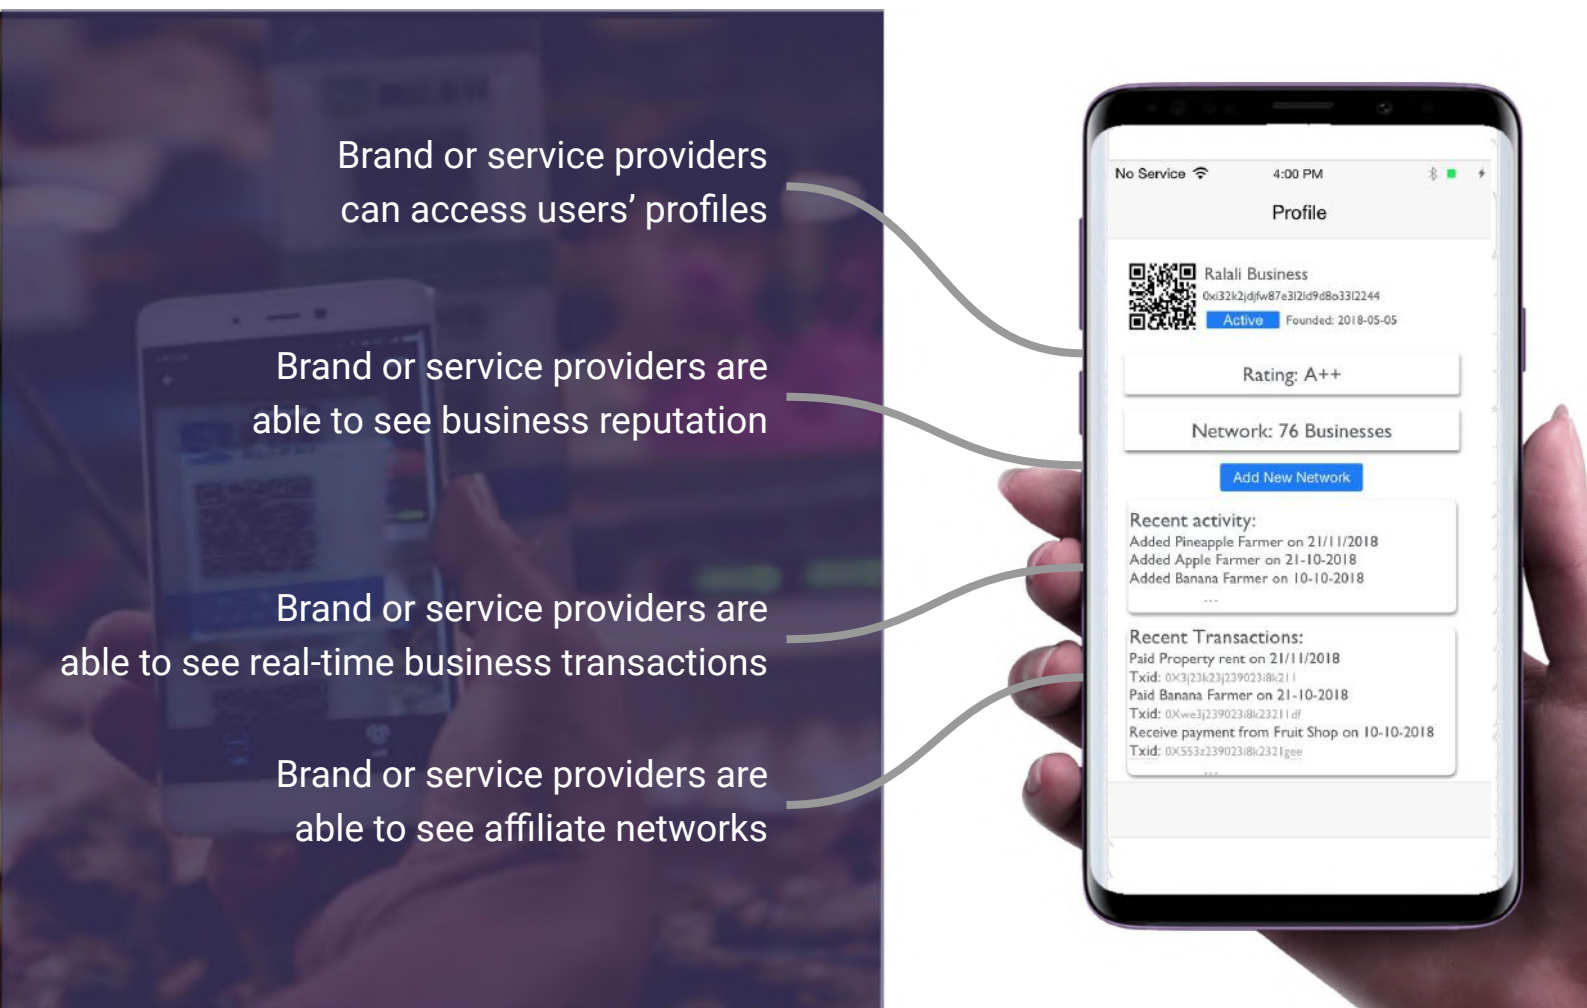 Brand or service providers
can access users’ profiles
Brand or service providers are
able to see business reputation
Brand or service providers are
able to see real-time business transactions
Brand or service providers are
able to see affiliate networks
No Service
4:00 PM
Profile
Ralali Business
0xi32k2jdjfw87e3l2ld9d8o33l2244
Active Founded: 2018-05-05
Rating: A++
Network: 76 Businesses
Add New Network
Recent activity:
Added Pineapple Farmer on 21/11/2018
Added Apple Farmer on 21-10-2018
Added Banana Farmer on 10-10-2018
...
Recent Transactions:
Paid Property rent on 21/11/2018
Txid: 0X3j23k23j239023i8k211
Paid Banana Farmer on 21-10-2018
Txid: 0Xwe3j239023i8k23211df
Receive payment from Fruit Shop on 10-10-2018
Txid: 0X553z239023i8k2321gee
...